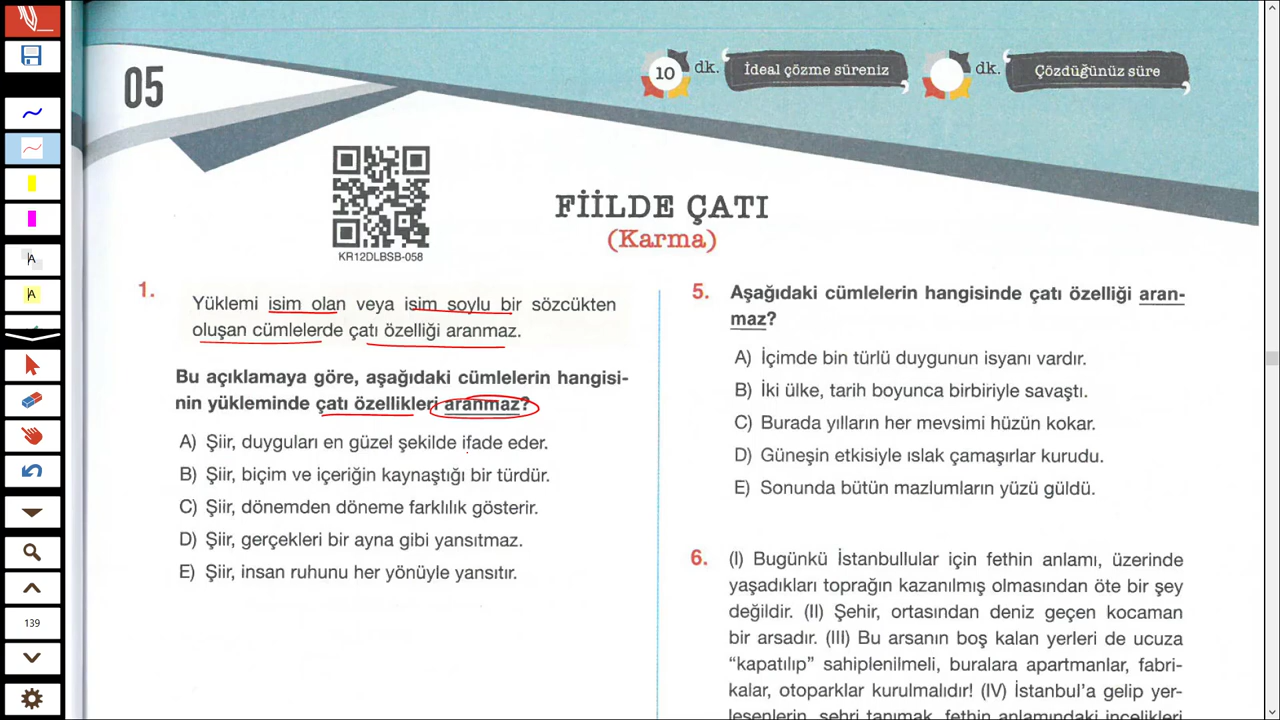 05
10 dk. İdeal çözme süreniz
dk. Çözdüğünüz süre
KR12DLBSB-058
FİİLDE ÇATI
(Karma)
1.
Yüklemi isim olan veya isim soylu bir sözcükten
oluşan cümlelerde çatı özelliği aranmaz.
Bu açıklamaya göre, aşağıdaki cümlelerin hangisi-
nin yükleminde çatı özellikleri aranmaz?
A) Şiir, duyguları en güzel şekilde ifade eder.
B) Şiir, biçim ve içeriğin kaynaştığı bir türdür.
C) Şiir, dönemden döneme farklılık gösterir.
D) Şiir, gerçekleri bir ayna gibi yansıtmaz.
E) Şiir, insan ruhunu her yönüyle yansıtır.
5. Aşağıdaki cümlelerin hangisinde çatı özelliği aran-
maz?
A) İçimde bin türlü duygunun isyanı vardır.
B) İki ülke, tarih boyunca birbiriyle savaştı.
C) Burada yılların her mevsimi hüzün kokar.
D) Güneşin etkisiyle ıslak çamaşırlar kurudu.
E) Sonunda bütün mazlumların yüzü güldü.
6. (I) Bugünkü İstanbullular için fethin anlamı, üzerinde
yaşadıkları toprağın kazanılmış olmasından öte bir şey
değildir. (II) Şehir, ortasından deniz geçen kocaman
bir arsadır. (III) Bu arsanın boş kalan yerleri de ucuza
“kapatılıp” sahiplenilmeli, buralara apartmanlar, fabri-
kalar, otoparklar kurulmalıdır! (IV) İstanbul’a gelip yer-
leşenlerin, şehri tanımak, fethin anlamındaki incelikleri
A
A
139